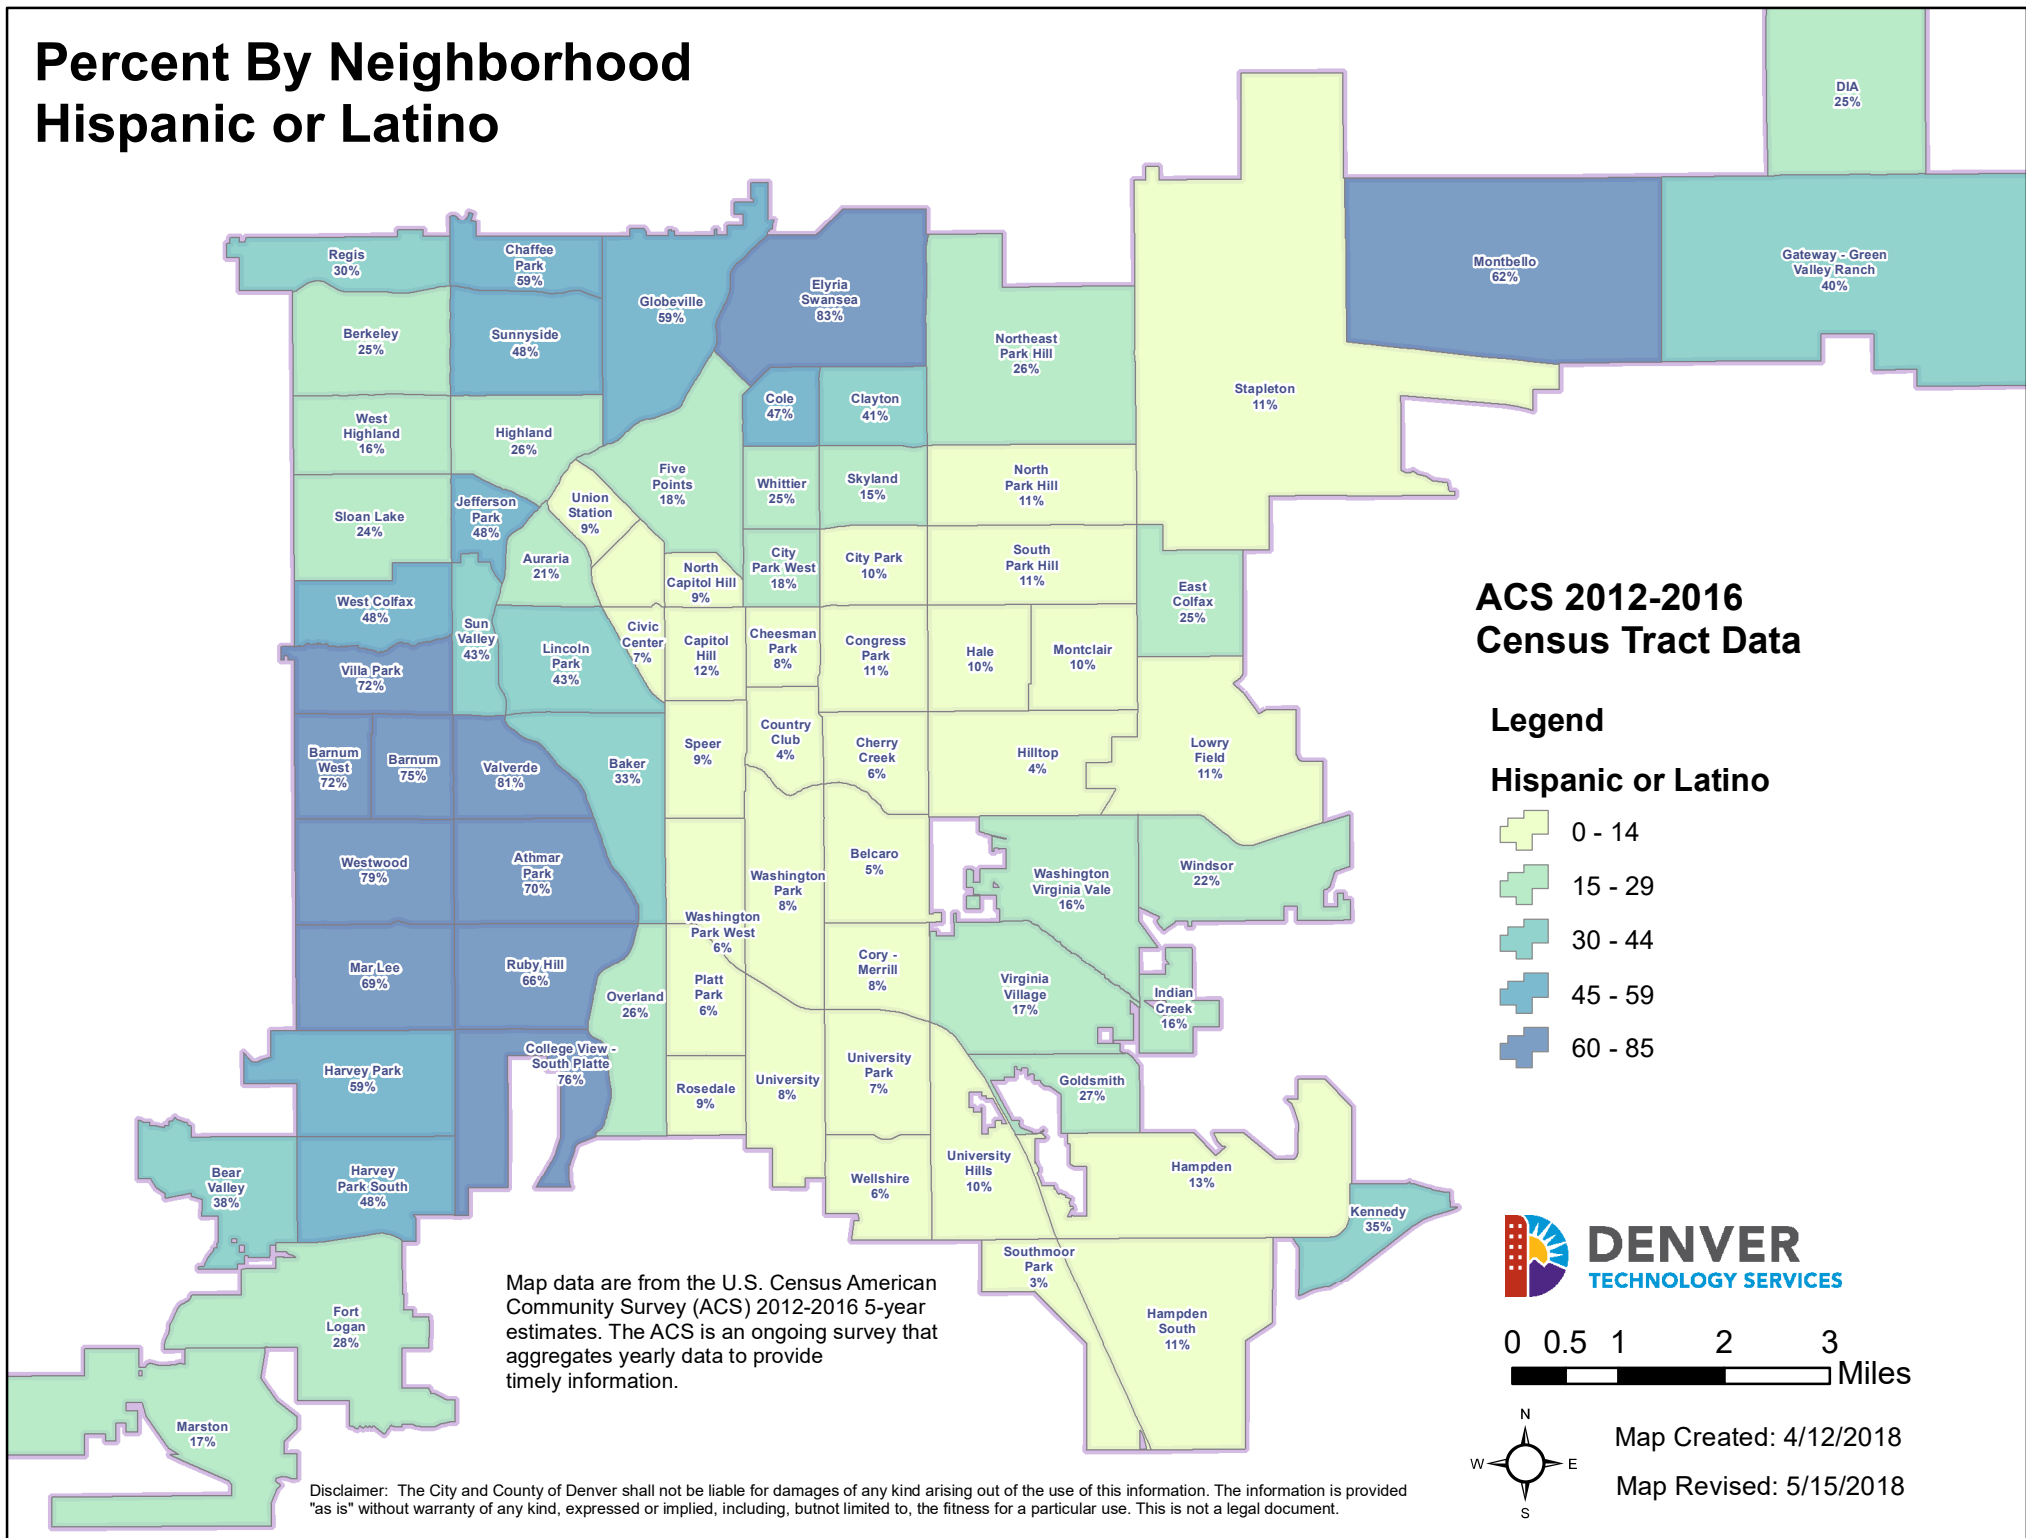 Percent By Neighborhood
Hispanic or Latino
DIA
25%
Regis
30%
Chaffee
Park
59%
Globeville
59%
Elyria
Swansea
83%
Montbello
62%
Gateway - Green
Valley Ranch
40%
Berkeley
25%
Sunnyside
48%
Northeast
Park Hill
26%
Stapleton
11%
West
Highland
16%
Highland
26%
Cole
47%
Clayton
41%
Five
Points
18%
Whittier
25%
Skyland
15%
North
Park Hill
11%
Sloan Lake
24%
Jefferson
Park
48%
Union
Station
9%
Auraria
21%
North
Capitol Hill
9%
City
Park West
18%
City Park
10%
South
Park Hill
11%
East
Colfax
25%
West Colfax
48%
Sun
Valley
43%
Lincoln
Park
43%
Civic
Center
7%
Capitol
Hill
12%
Cheesman
Park
8%
Congress
Park
11%
Hale
10%
Montclair
10%
Villa Park
72%
Barnum
West
72%
Barnum
75%
Valverde
81%
Baker
33%
Speer
9%
Country
Club
4%
Cherry
Creek
6%
Hilltop
4%
Lowry
Field
11%
Westwood
79%
Athmar
Park
70%
Washington
Park West
6%
Washington
Park
8%
Belcaro
5%
Washington
Virginia Vale
16%
Windsor
22%
Mar Lee
69%
Ruby Hill
66%
Overland
26%
Platt
Park
6%
Cory -
Merrill
8%
Virginia
Village
17%
Indian
Creek
16%
Harvey Park
59%
College View -
South Platte
76%
Rosedale
9%
University
8%
University
Park
7%
Goldsmith
27%
Bear
Valley
38%
Harvey
Park South
48%
Wellshire
6%
University
Hills
10%
Hampden
13%
Kennedy
35%
Southmoor
Park
3%
Hampden
South
11%
Fort
Logan
28%
Marston
17%
ACS 2012-2016
Census Tract Data
Legend
Hispanic or Latino
0 - 14
15 - 29
30 - 44
45 - 59
60 - 85
DENVER
TECHNOLOGY SERVICES
0 0.5 1 2 3
Miles
N
W E
S
Map Created: 4/12/2018
Map Revised: 5/15/2018
Map data are from the U.S. Census American
Community Survey (ACS) 2012-2016 5-year
estimates. The ACS is an ongoing survey that
aggregates yearly data to provide
timely information.
Disclaimer: The City and County of Denver shall not be liable for damages of any kind arising out of the use of this information. The information is provided
"as is" without warranty of any kind, expressed or implied, including, butnot limited to, the fitness for a particular use. This is not a legal document.